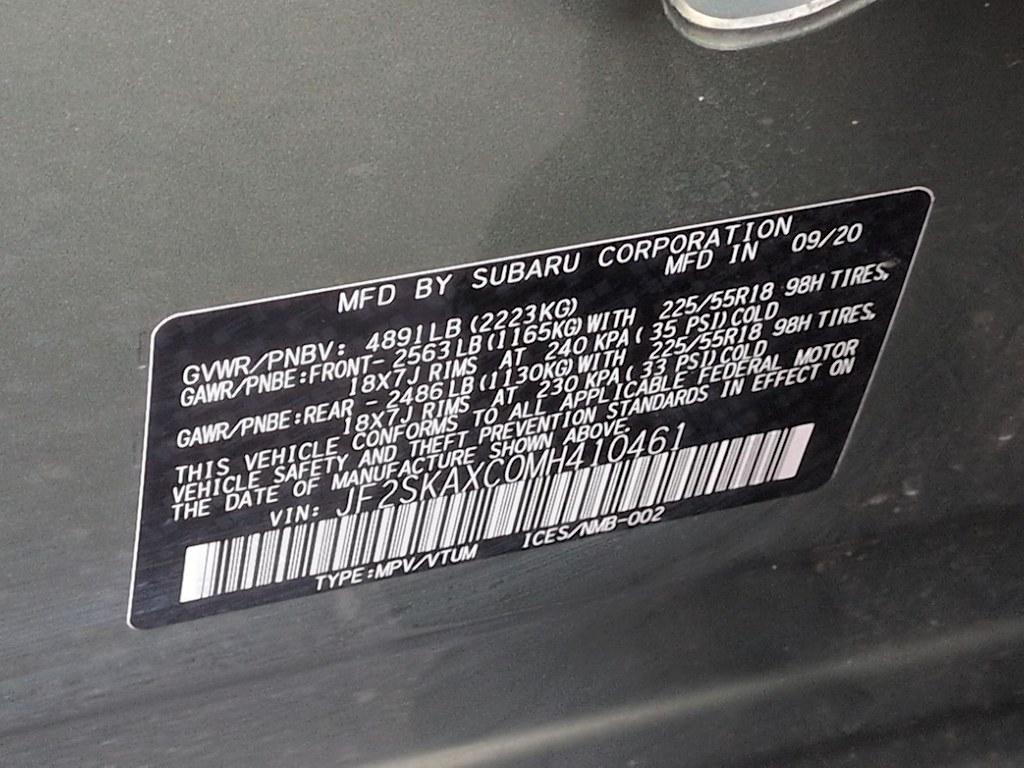 MFD BY SUBARU CORPORATION
MFD IN 09/20
GVWR/PNBV: 4891LB(2223KG)
GAWR/PNBE:FRONT- 2563LB(1165KG)WITH 225/55R18 98H TIRES,
18X7J RIMS AT 240 KPA( 35 PSI)COLD
GAWR/PNBE:REAR - 2486LB(1130KG)WITH 225/55R18 98H TIRES,
18X7J RIMS AT 230 KPA( 33 PSI)COLD
THIS VEHICLE CONFORMS TO ALL APPLICABLE FEDERAL MOTOR
VEHICLE SAFETY AND THEFT PREVENTION STANDARDS IN EFFECT ON
THE DATE OF MANUFACTURE SHOWN ABOVE.
VIN: JF2SKAXC0MH410461
TYPE:MPV/VTUM ICES/NMB-002